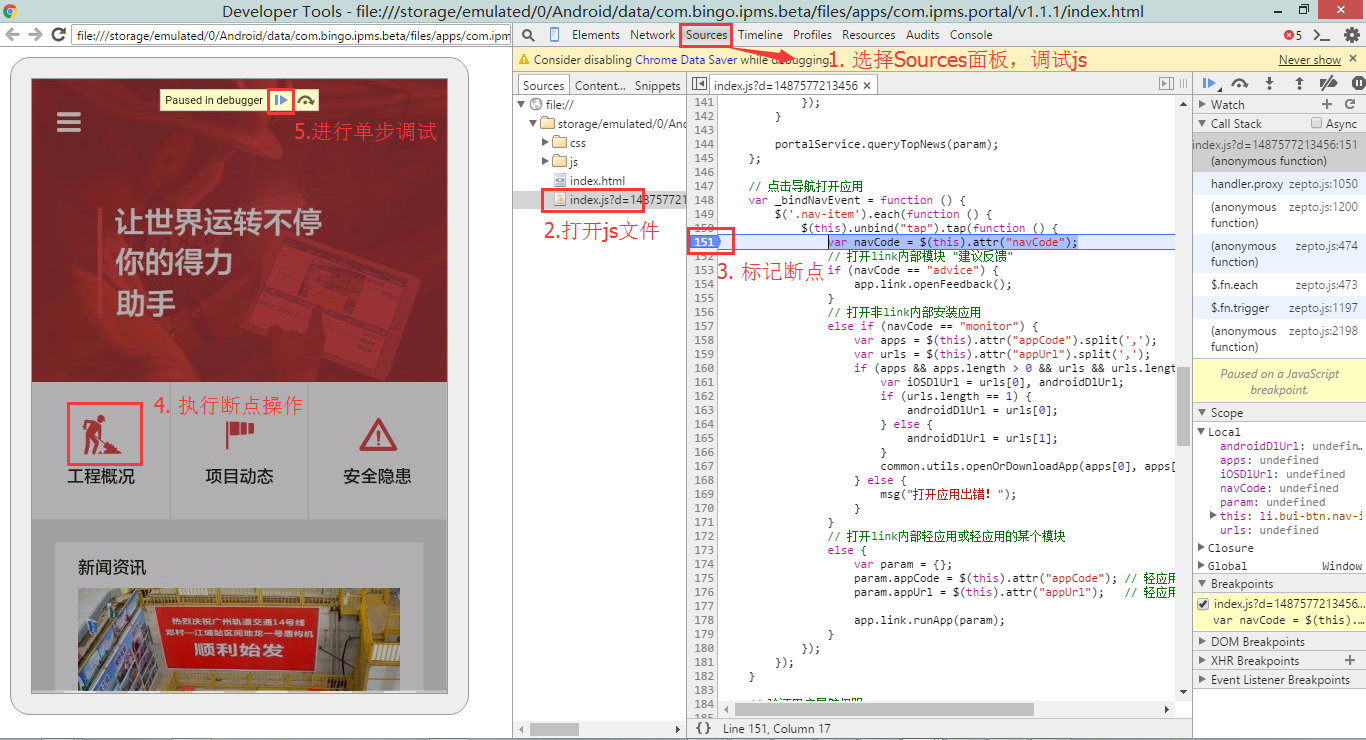 Developer Tools - file:///storage/emulated/0/Android/data/com.bingo.ipms.beta/files/apps/com.ipms.portal/v1.1.1/index.html
file:///storage/emulated/0/Android/data/com.bingo.ipms.beta/files/apps/com.ipm
Elements Network Sources Timeline Profiles Resources Audits Console
5
Consider disabling Chrome Data Saver while debugging.
Never show
1. 选择Sources面板，调试js
Paused in debugger
5.进行单步调试
让世界运转不停
你的得力
助手
4. 执行断点操作
工程概况
项目动态
安全隐患
新闻资讯
热烈庆祝广州轨道交通14号线
邓村—江埔站区间地龙一号盾构机
顺利始发
Sources Content... Snippets
file://
storage/emulated/0/An
css
js
index.html
index.js?d=148757721
2.打开js文件
3. 标记断点
index.js?d=1487577213456
141 });
142 }
143
144 portalService.queryTopNews(param);
145 };
146
147 // 点击导航打开应用
148 var _bindNavEvent = function () {
149 $('.nav-item').each(function () {
150 $(this).unbind("tap").tap(function () {
151 var navCode = $(this).attr("navCode");
152 // 打开link内部模块 "建议反馈"
153 if (navCode == "advice") {
154 app.link.openFeedback();
155 }
156 // 打开非link内部安装应用
157 else if (navCode == "monitor") {
158 var apps = $(this).attr("appCode").split(',');
159 var urls = $(this).attr("appUrl").split(',');
160 if (apps && apps.length > 0 && urls && urls.lengt
161 var iOSDlUrl = urls[0], androidDlUrl;
162 if (urls.length == 1) {
163 androidDlUrl = urls[0];
164 } else {
165 androidDlUrl = urls[1];
166 }
167 common.utils.openOrDownloadApp(apps[0], apps[
168 } else {
169 msg("打开应用出错！");
170 }
171 }
172 // 打开link内部轻应用或轻应用的某个模块
173 else {
174 var param = {};
175 param.appCode = $(this).attr("appCode"); // 轻应用
176 param.appUrl = $(this).attr("appUrl"); // 轻应用
177
178 app.link.runApp(param);
179 }
180 });
181 });
182 }
183
184
185
{} Line 151, Column 17
Watch
Call Stack
Async
index.js?d=1487577213456:151
(anonymous function)
handler.proxy zepto.js:1050
(anonymous function) zepto.js:1200
(anonymous function) zepto.js:474
$.fn.each zepto.js:473
$.fn.trigger zepto.js:1197
(anonymous function) zepto.js:2198
Paused on a JavaScript
breakpoint.
Scope
Local
androidDlUrl: undefin…
apps: undefined
iOSDlUrl: undefined
navCode: undefined
param: undefined
this: li.bui-btn.nav-i
urls: undefined
Closure
Global Window
Breakpoints
index.js?d=1487577213456...
var navCode = $(this)....
DOM Breakpoints
XHR Breakpoints
Event Listener Breakpoints